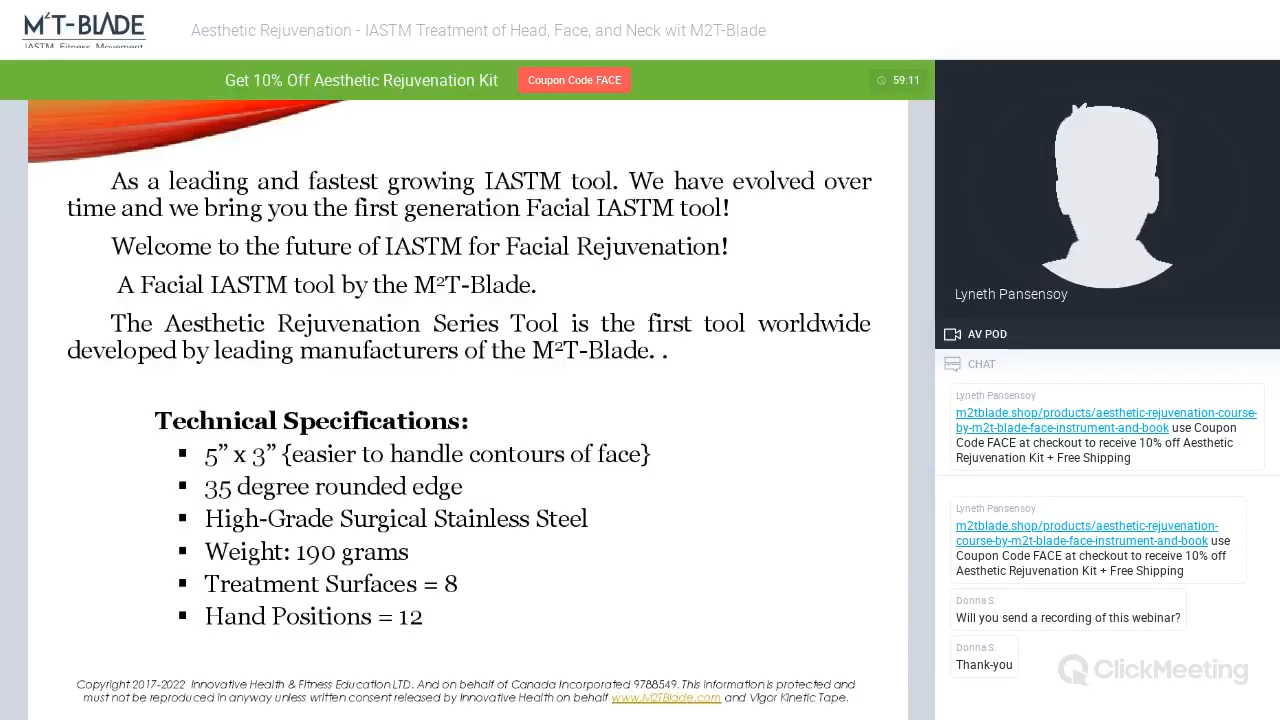 M²T-BLADE
IASTM, Fitness, Movement
Aesthetic Rejuvenation - IASTM Treatment of Head, Face, and Neck wit M2T-Blade
Get 10% Off Aesthetic Rejuvenation Kit
Coupon Code FACE
59:11
As a leading and fastest growing IASTM tool. We have evolved over
time and we bring you the first generation Facial IASTM tool!
Welcome to the future of IASTM for Facial Rejuvenation!
A Facial IASTM tool by the M²T-Blade.
The Aesthetic Rejuvenation Series Tool is the first tool worldwide
developed by leading manufacturers of the M²T-Blade. .
Technical Specifications:
▪ 5” x 3” {easier to handle contours of face}
▪ 35 degree rounded edge
▪ High-Grade Surgical Stainless Steel
▪ Weight: 190 grams
▪ Treatment Surfaces = 8
▪ Hand Positions = 12
Copyright 2017-2022 Innovative Health & Fitness Education LTD. And on behalf of Canada Incorporated 9788549. This information is protected and
must not be reproduced in anyway unless written consent released by Innovative Health on behalf www.M2TBlade.com and Vigor Kinetic Tape.
Lyneth Pansensoy
AV POD
CHAT
Lyneth Pansensoy
m2tblade.shop/products/aesthetic-rejuvenation-course-
by-m2t-blade-face-instrument-and-book use Coupon
Code FACE at checkout to receive 10% off Aesthetic
Rejuvenation Kit + Free Shipping
Lyneth Pansensoy
m2tblade.shop/products/aesthetic-rejuvenation-
course-by-m2t-blade-face-instrument-and-book use
Coupon Code FACE at checkout to receive 10% off
Aesthetic Rejuvenation Kit + Free Shipping
Donna S.
Will you send a recording of this webinar?
Donna S.
Thank-you
ClickMeeting